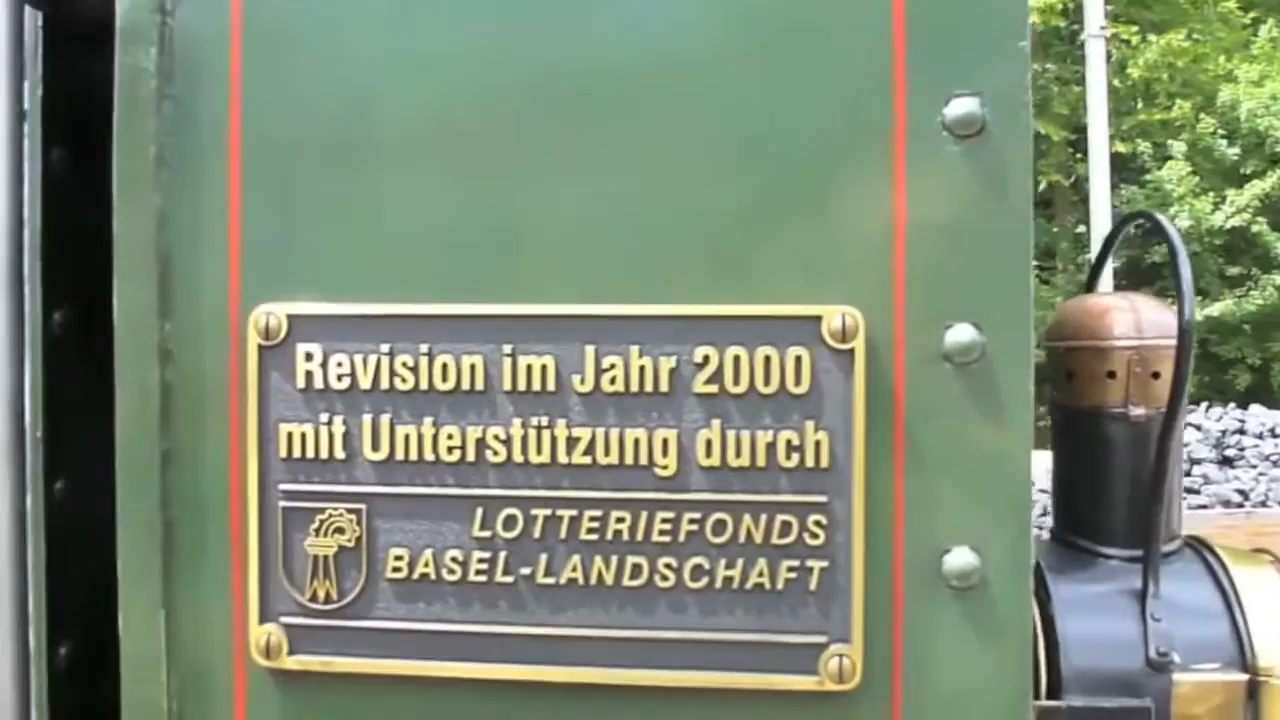 Revision im Jahr 2000
mit Unterstützung durch
LOTTERIEFONDS
BASEL-LANDSCHAFT